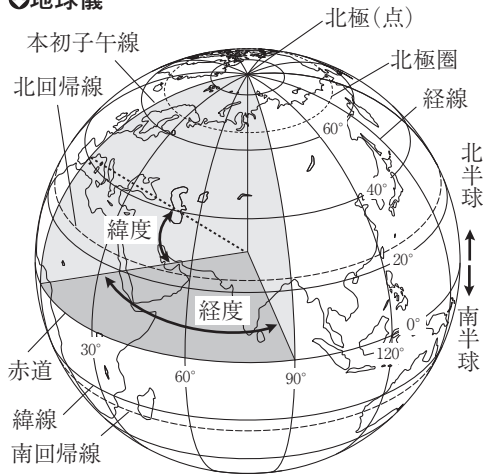 地球儀
北極(点)
本初子午線
北極圏
北回帰線
経線
60°
北半球
40°
緯度
20°
経度
南半球
0°
赤道
30°
120°
60°
90°
緯線
南回帰線